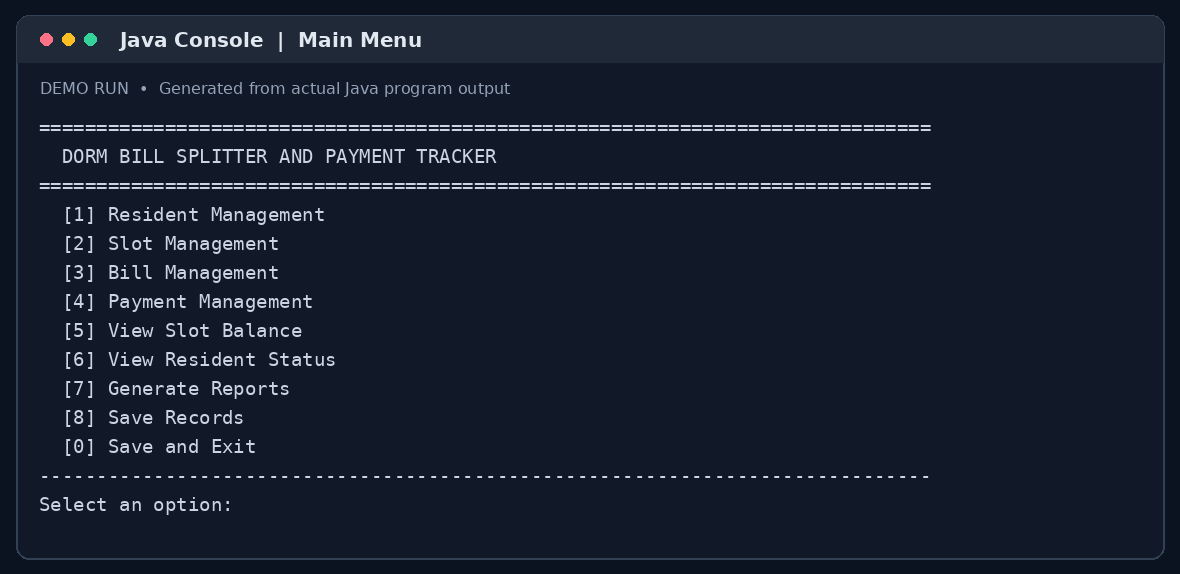 Java Console | Main Menu
DEMO RUN • Generated from actual Java program output
==============================================================================
DORM BILL SPLITTER AND PAYMENT TRACKER
==============================================================================
[1] Resident Management
[2] Slot Management
[3] Bill Management
[4] Payment Management
[5] View Slot Balance
[6] View Resident Status
[7] Generate Reports
[8] Save Records
[0] Save and Exit
------------------------------------------------------------------------------
Select an option: